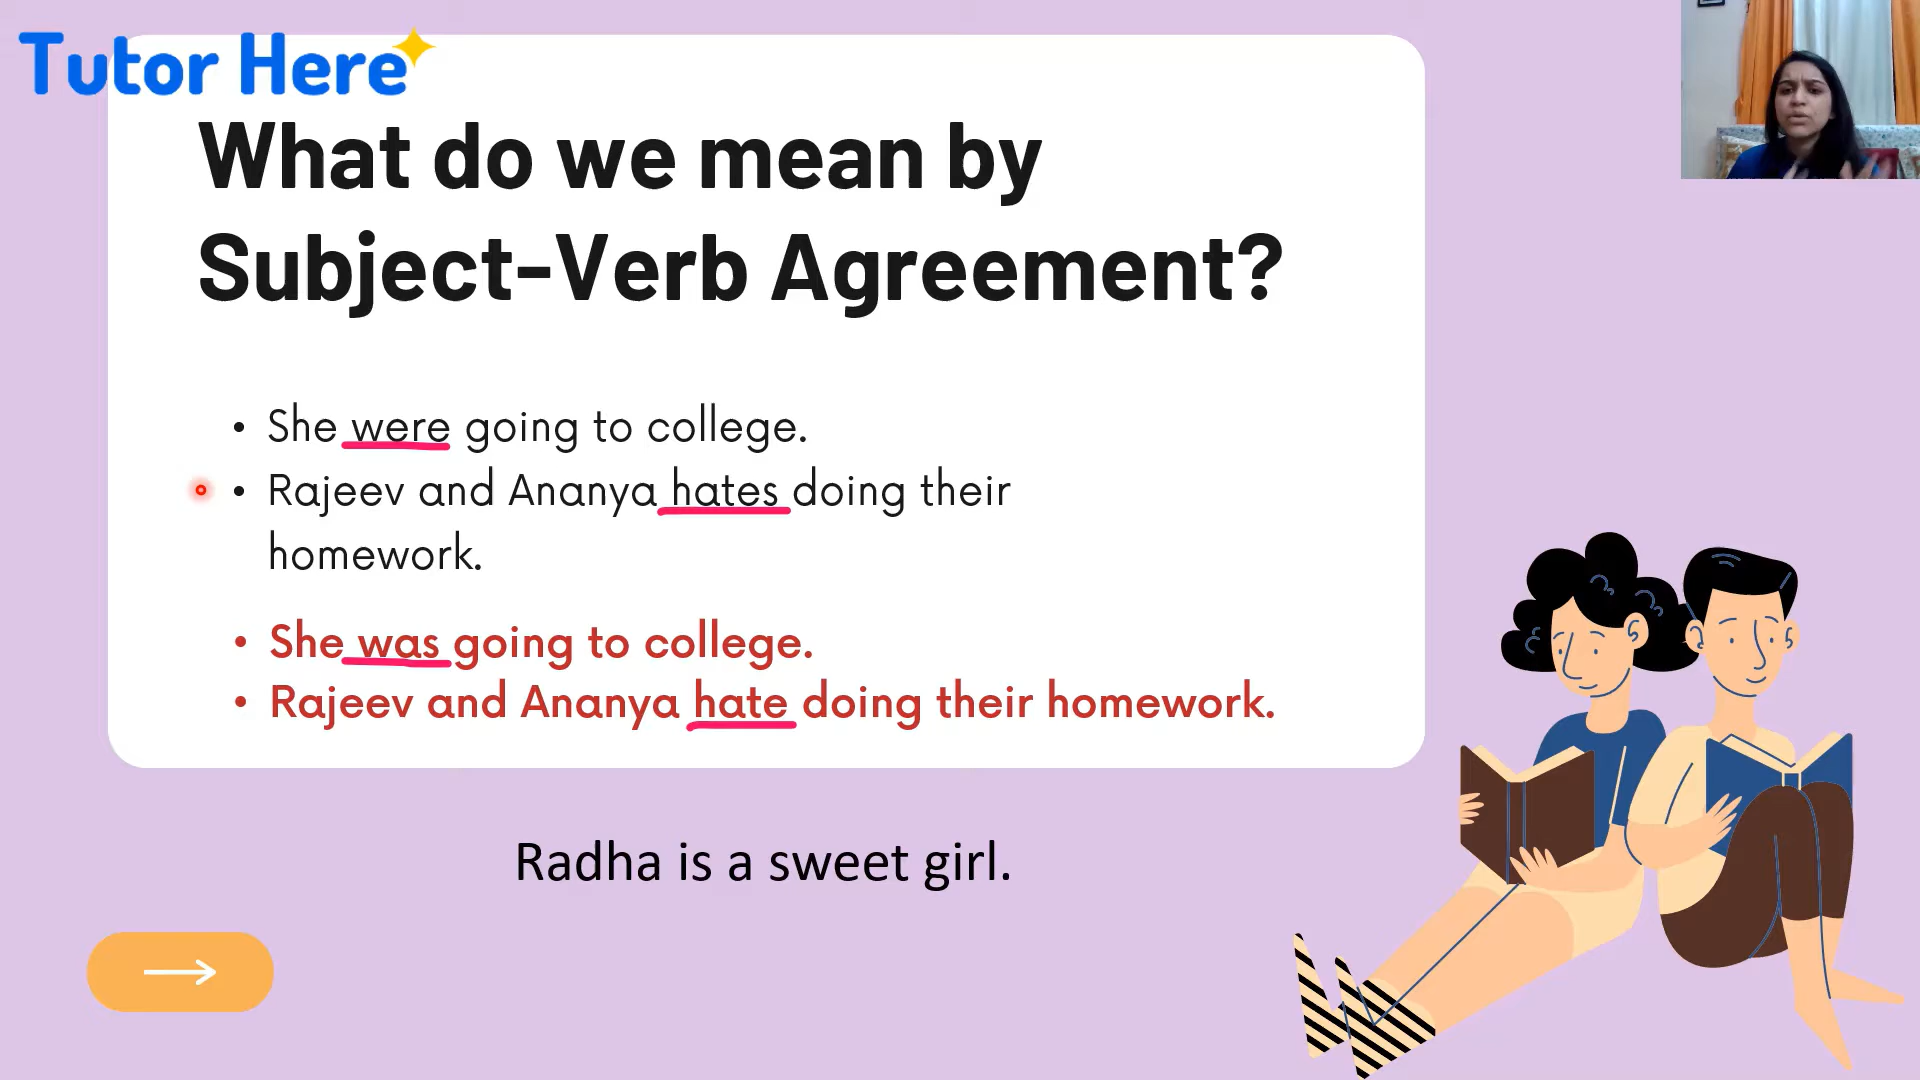 Tutor Here
What do we mean by
Subject-Verb Agreement?
• She were going to college.
• Rajeev and Ananya hates doing their
homework.
• She was going to college.
• Rajeev and Ananya hate doing their homework.
Radha is a sweet girl.